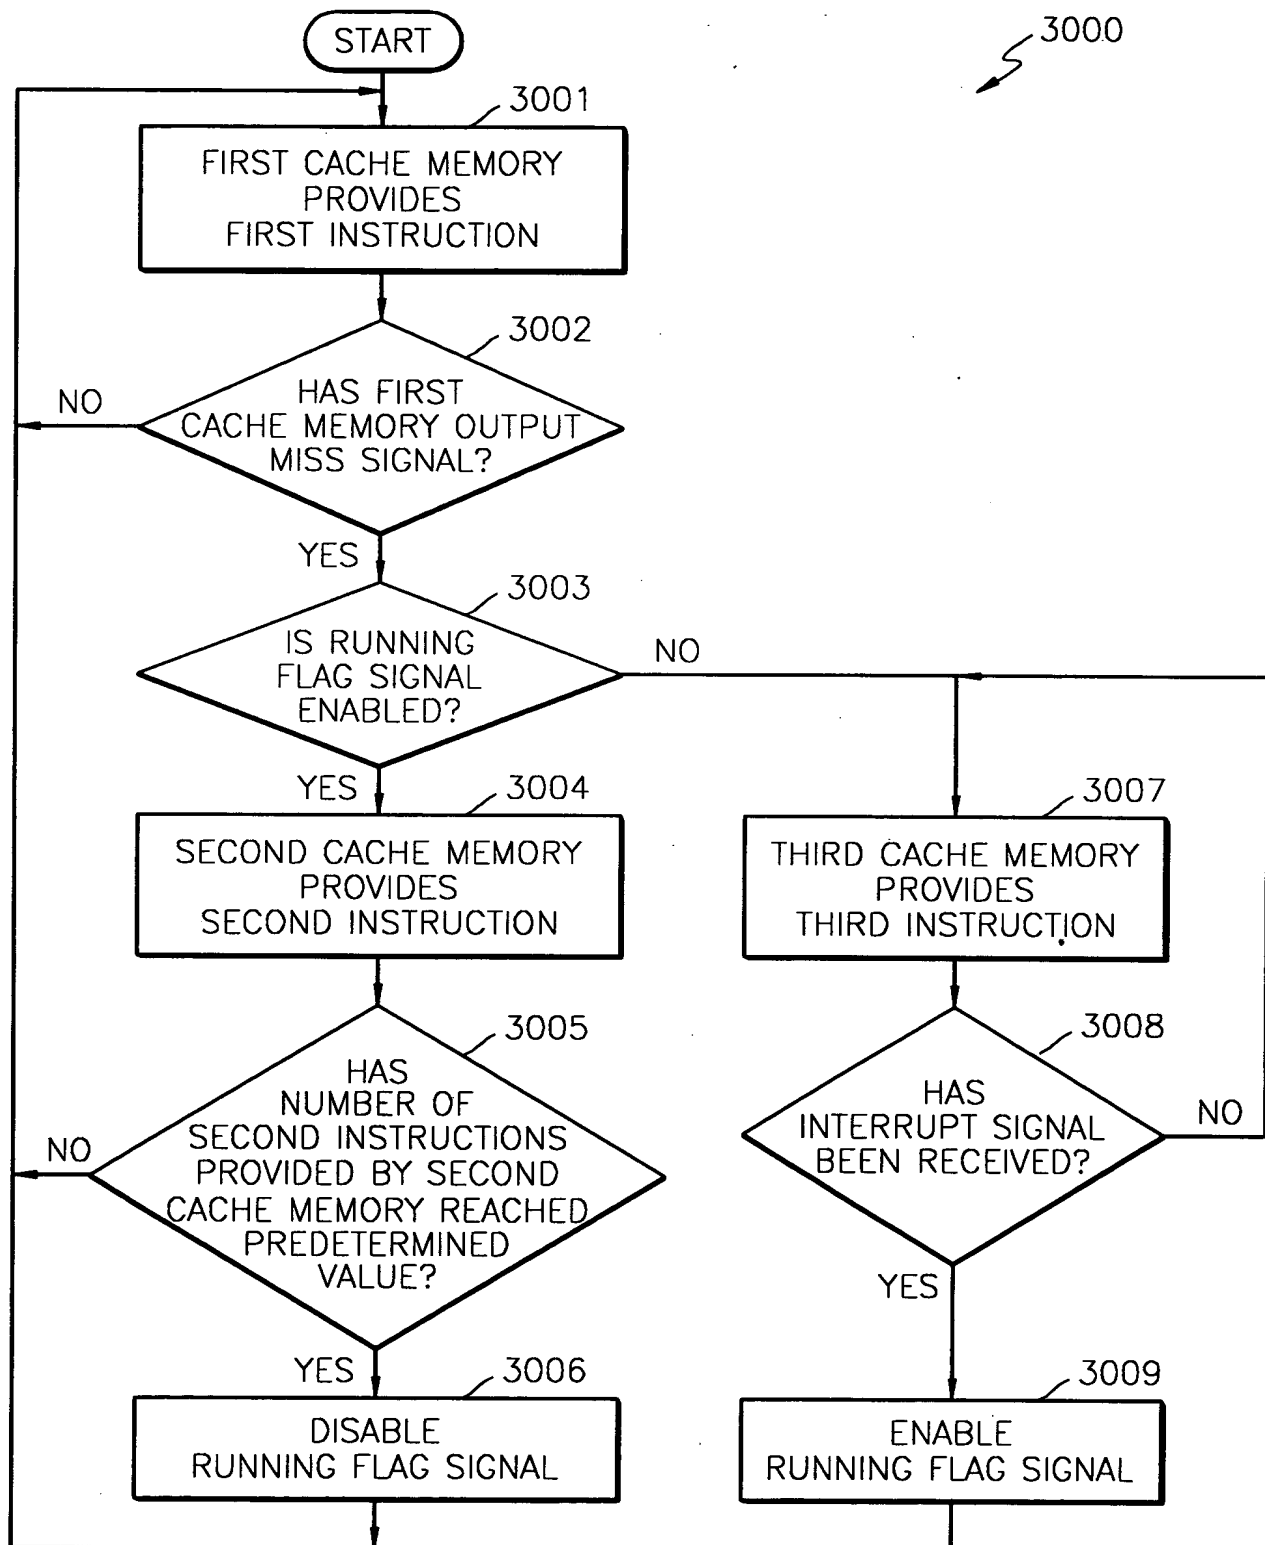 START
3000
3001
FIRST CACHE MEMORY
PROVIDES
FIRST INSTRUCTION
3002
HAS FIRST
CACHE MEMORY OUTPUT
MISS SIGNAL?
NO
YES
3003
IS RUNNING
FLAG SIGNAL
ENABLED?
NO
YES
3004
SECOND CACHE MEMORY
PROVIDES
SECOND INSTRUCTION
3007
THIRD CACHE MEMORY
PROVIDES
THIRD INSTRUCTION
3005
HAS
NUMBER OF
SECOND INSTRUCTIONS
PROVIDED BY SECOND
CACHE MEMORY REACHED
PREDETERMINED
VALUE?
NO
YES
3008
HAS
INTERRUPT SIGNAL
BEEN RECEIVED?
NO
YES
3006
DISABLE
RUNNING FLAG SIGNAL
3009
ENABLE
RUNNING FLAG SIGNAL